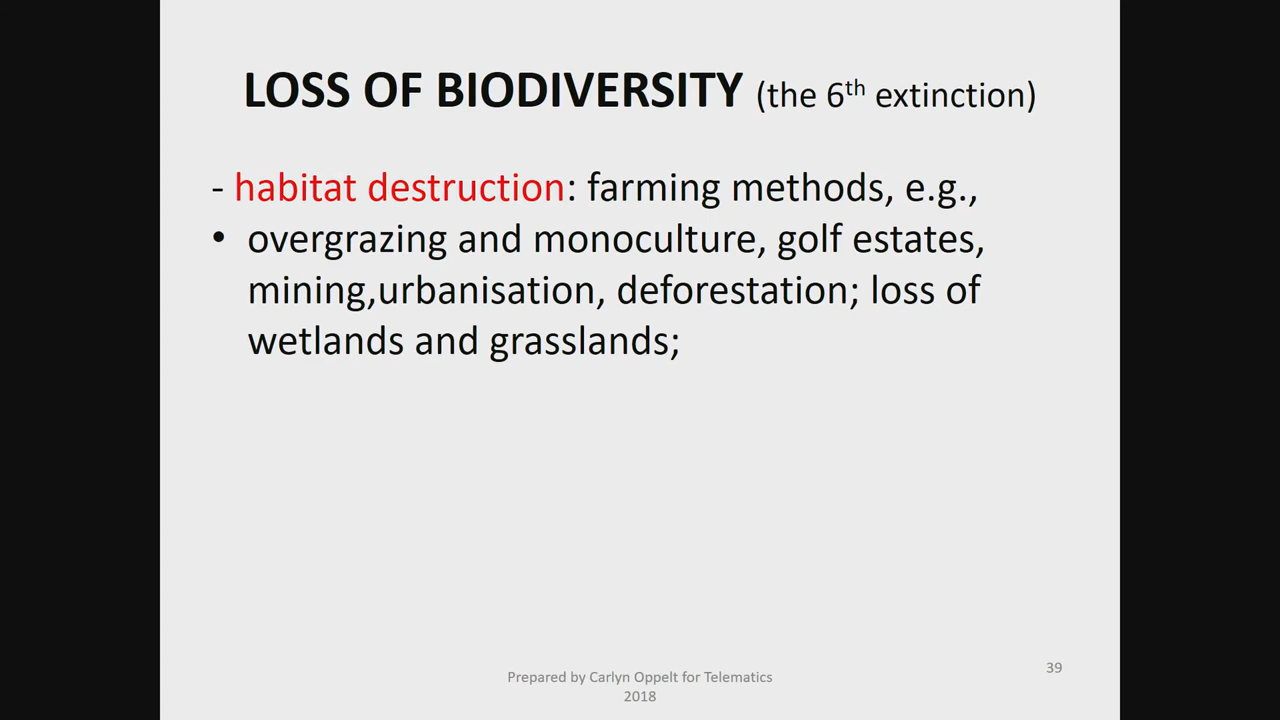 LOSS OF BIODIVERSITY (the 6th extinction)
- habitat destruction: farming methods, e.g.,
• overgrazing and monoculture, golf estates,
mining,urbanisation, deforestation; loss of
wetlands and grasslands;
Prepared by Carlyn Oppelt for Telematics
2018
39